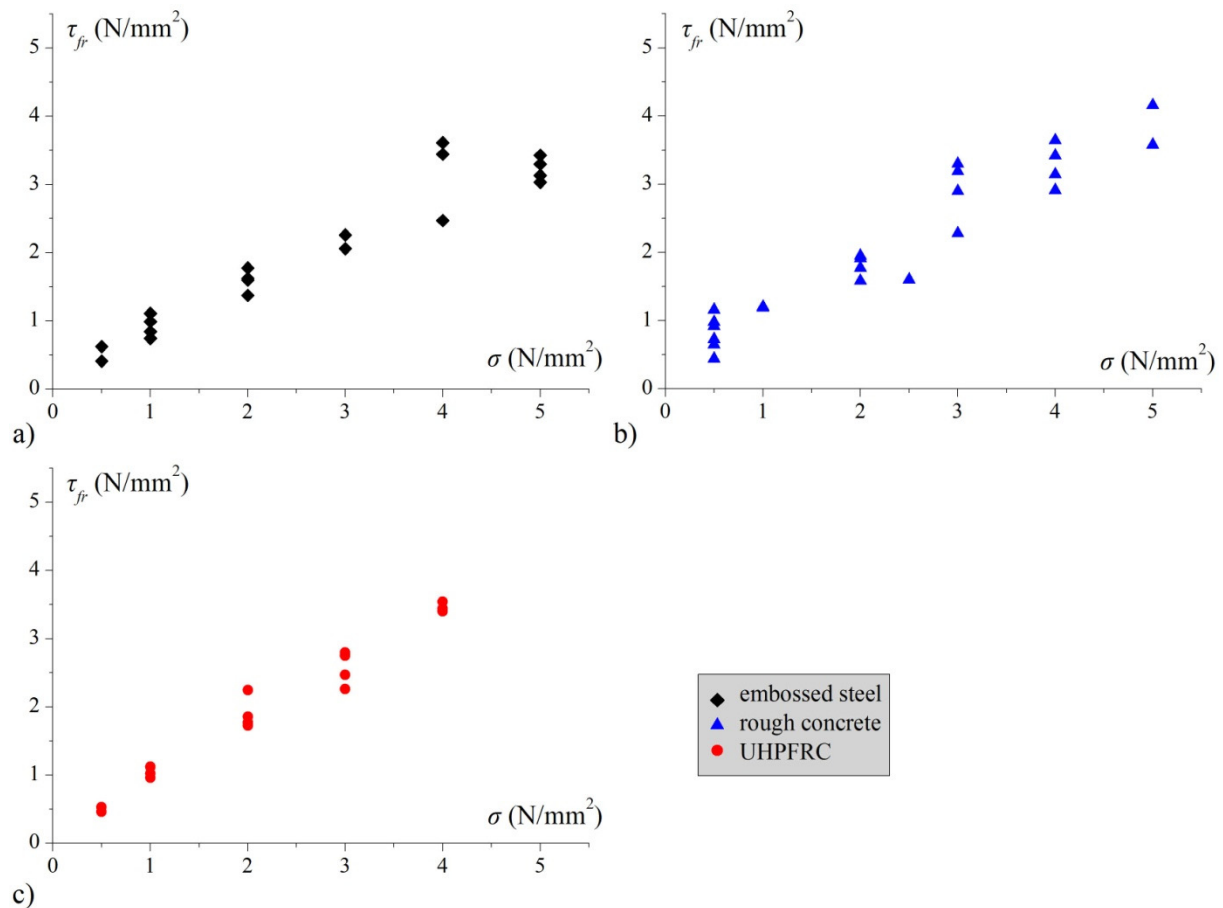 τfr (N/mm²)
5
4
3
2
1
0
σ (N/mm²)
0 1 2 3 4 5
a)
τfr (N/mm²)
5
4
3
2
1
0
σ (N/mm²)
0 1 2 3 4 5
b)
τfr (N/mm²)
5
4
3
2
1
0
σ (N/mm²)
0 1 2 3 4 5
c)
embossed steel
rough concrete
UHPFRC